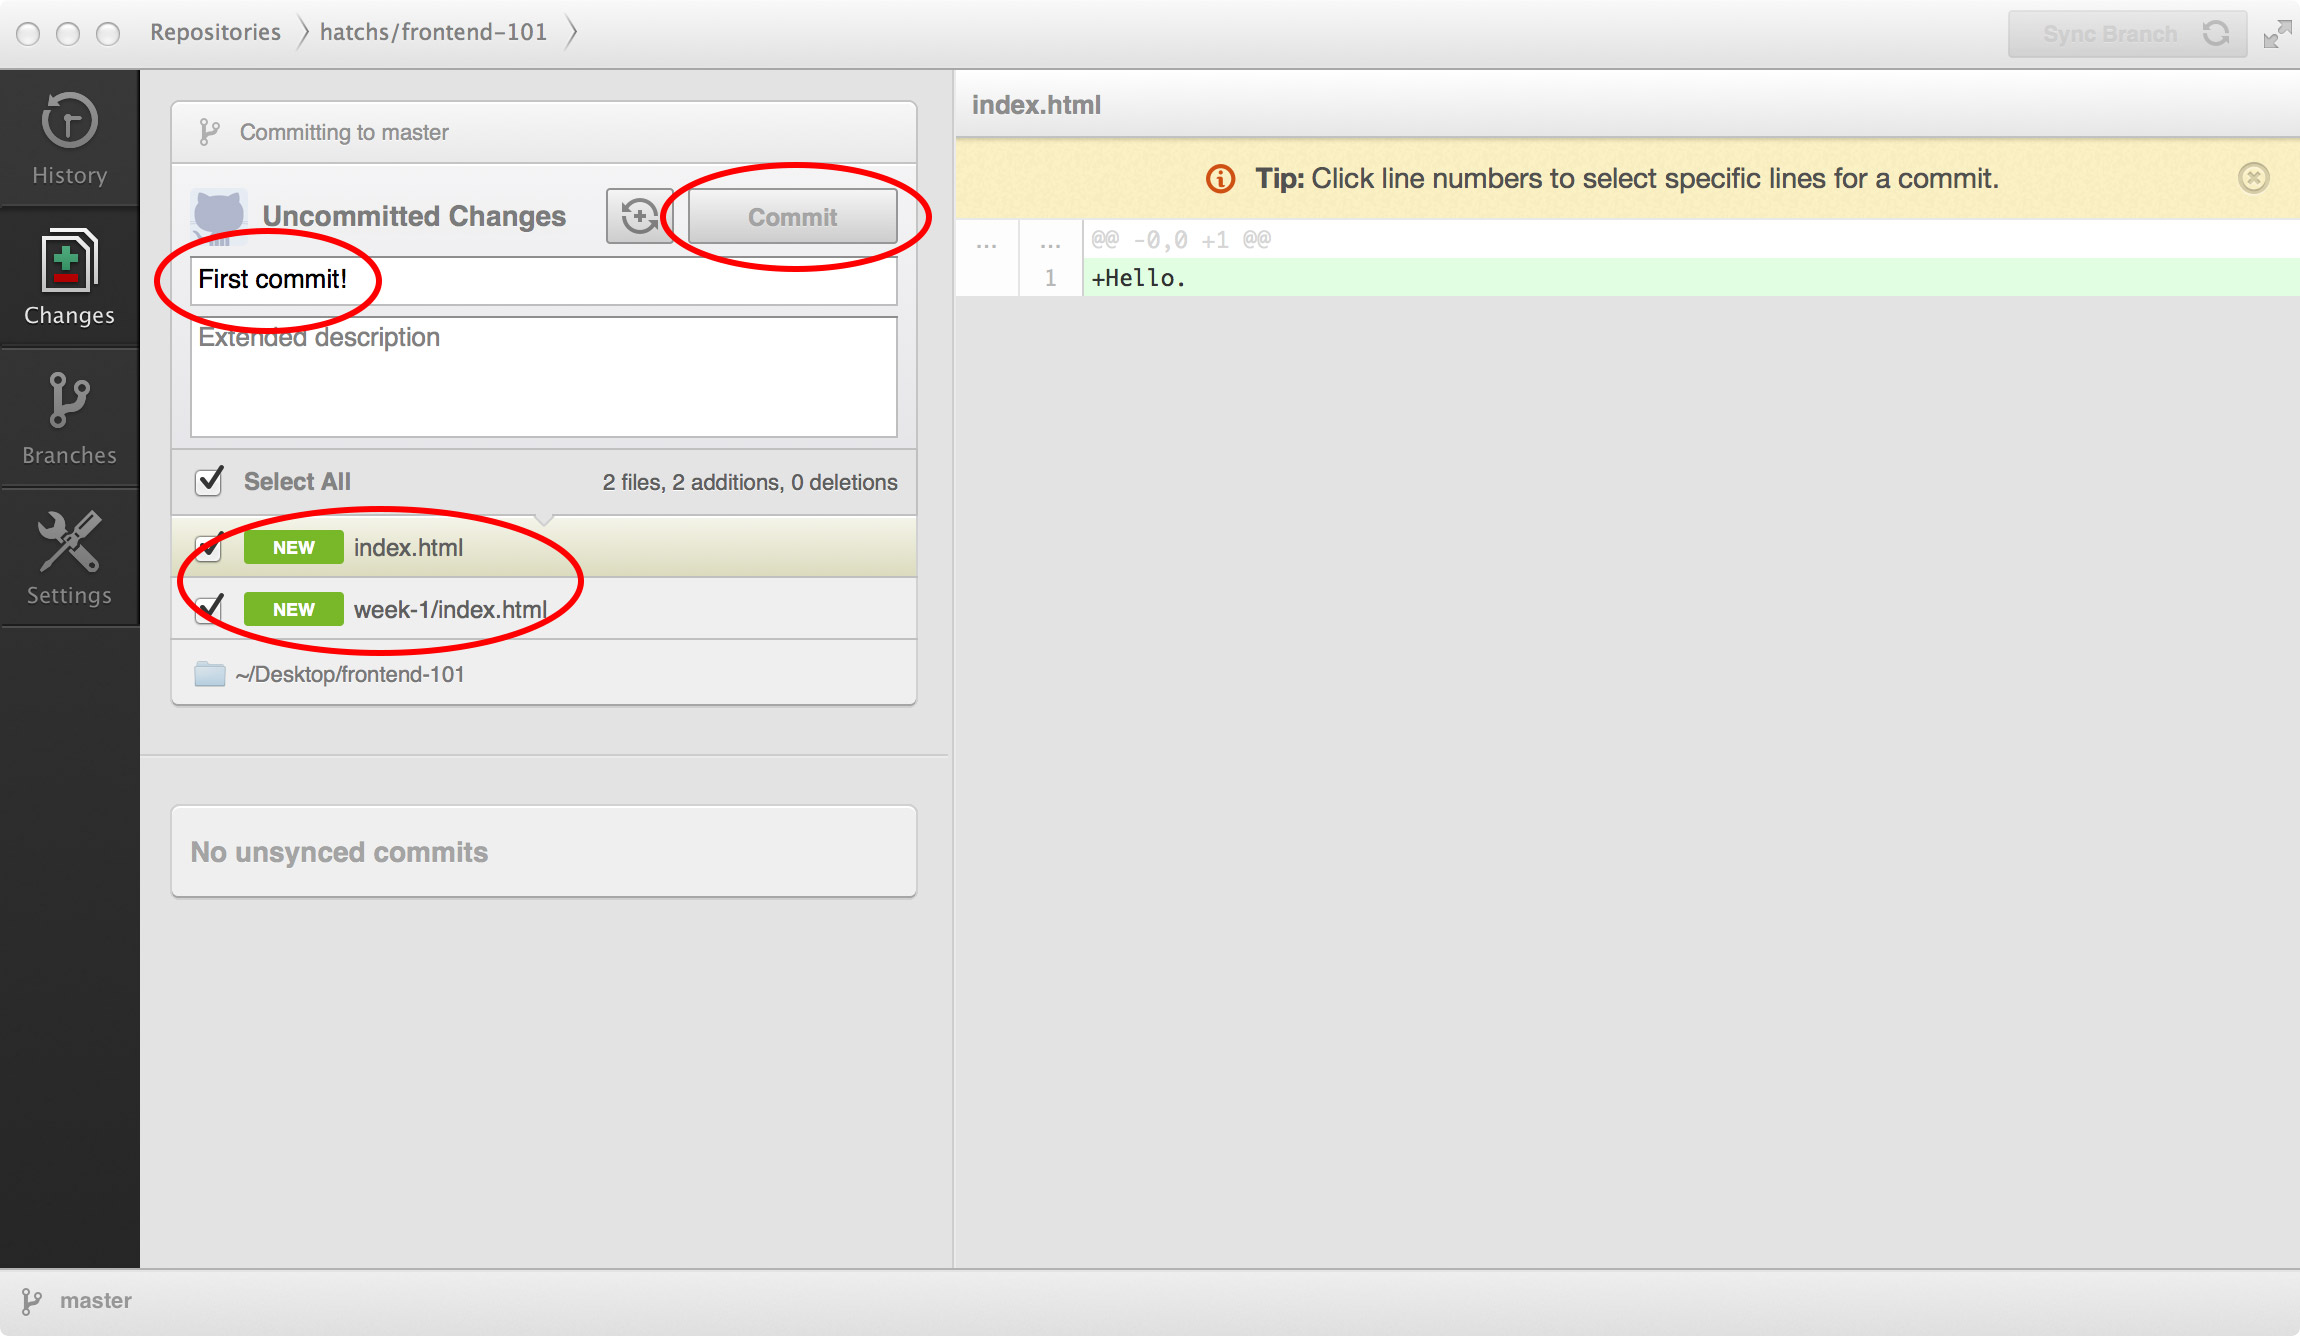 Repositories hatchs/frontend-101
Sync Branch
History
Changes
Branches
Settings
Committing to master
Uncommitted Changes
Commit
First commit!
Extended description
Select All 2 files, 2 additions, 0 deletions
NEW index.html
NEW week-1/index.html
~/Desktop/frontend-101
No unsynced commits
index.html
Tip: Click line numbers to select specific lines for a commit.
... ... @@ -0,0 +1 @@
1 +Hello.
master